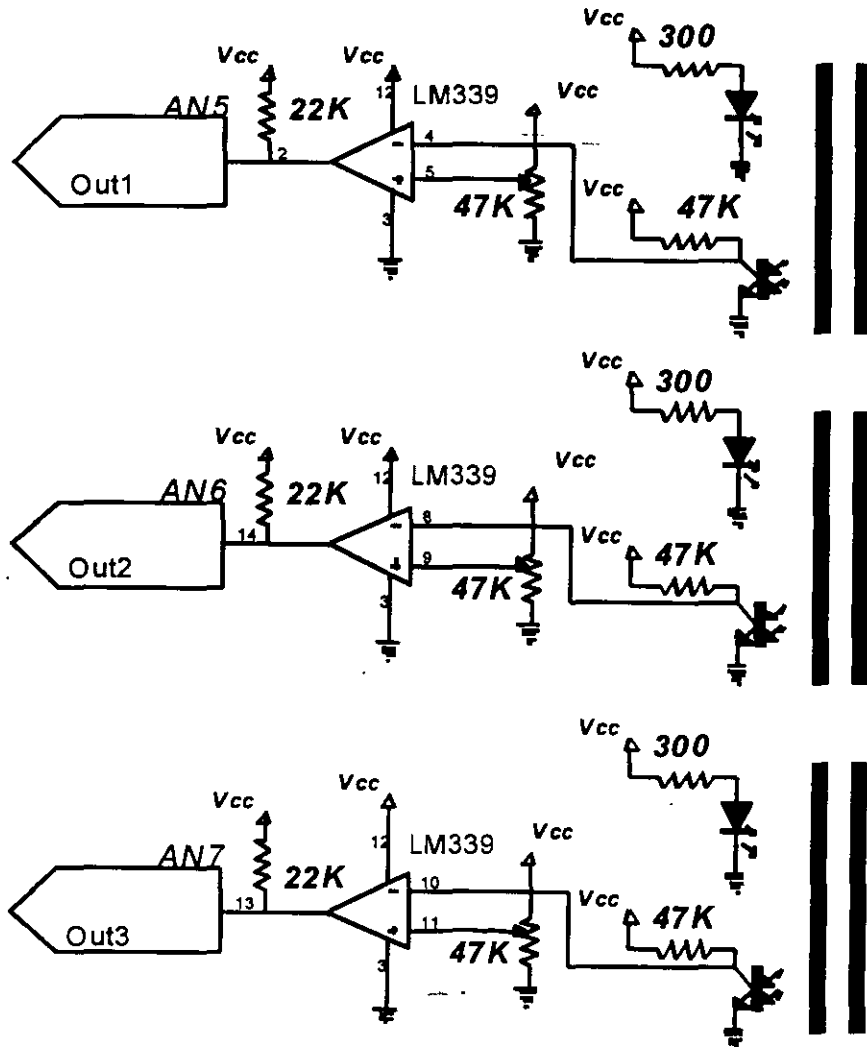 Vcc
300
Vcc
Vcc
12
LM339
Vcc
AN5
22K
2
4
Out1
5
Vcc
47K
47K
3
Vcc
300
Vcc
Vcc
12
LM339
Vcc
AN6
22K
14
8
Vcc
Out2
9
47K
47K
3
Vcc
300
Vcc
Vcc
12
LM339
Vcc
AN7
22K
13
10
Vcc
Out3
11
47K
47K
3